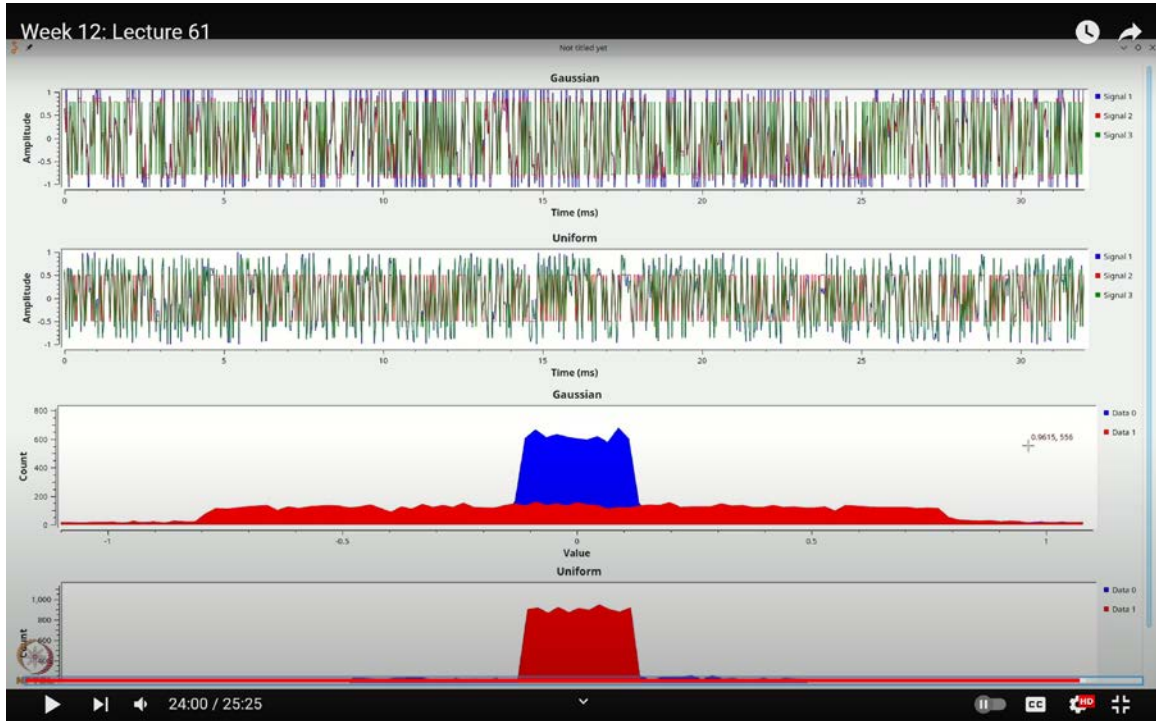 Week 12: Lecture 61
Not titled yet
Gaussian
Amplitude
1
0.5
0
-0.5
-1
0 5 10 15 20 25 30
Time (ms)
Signal 1
Signal 2
Signal 3
Uniform
Amplitude
1
0.5
0
-0.5
-1
0 5 10 15 20 25 30
Time (ms)
Signal 1
Signal 2
Signal 3
Gaussian
Count
800
600
400
200
0
-1 -0.5 0 0.5 1
Value
Data 0
Data 1
0.9615, 556
Uniform
Count
1,000
800
600
Data 0
Data 1
NPTEL
24:00 / 25:25
CC
HD